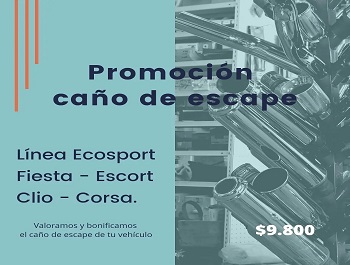 Promoción
caño de escape
Línea Ecosport
Fiesta - Escort
Clio - Corsa.
Valoramos y bonificamos
el caño de escape de tu vehículo
$9.800